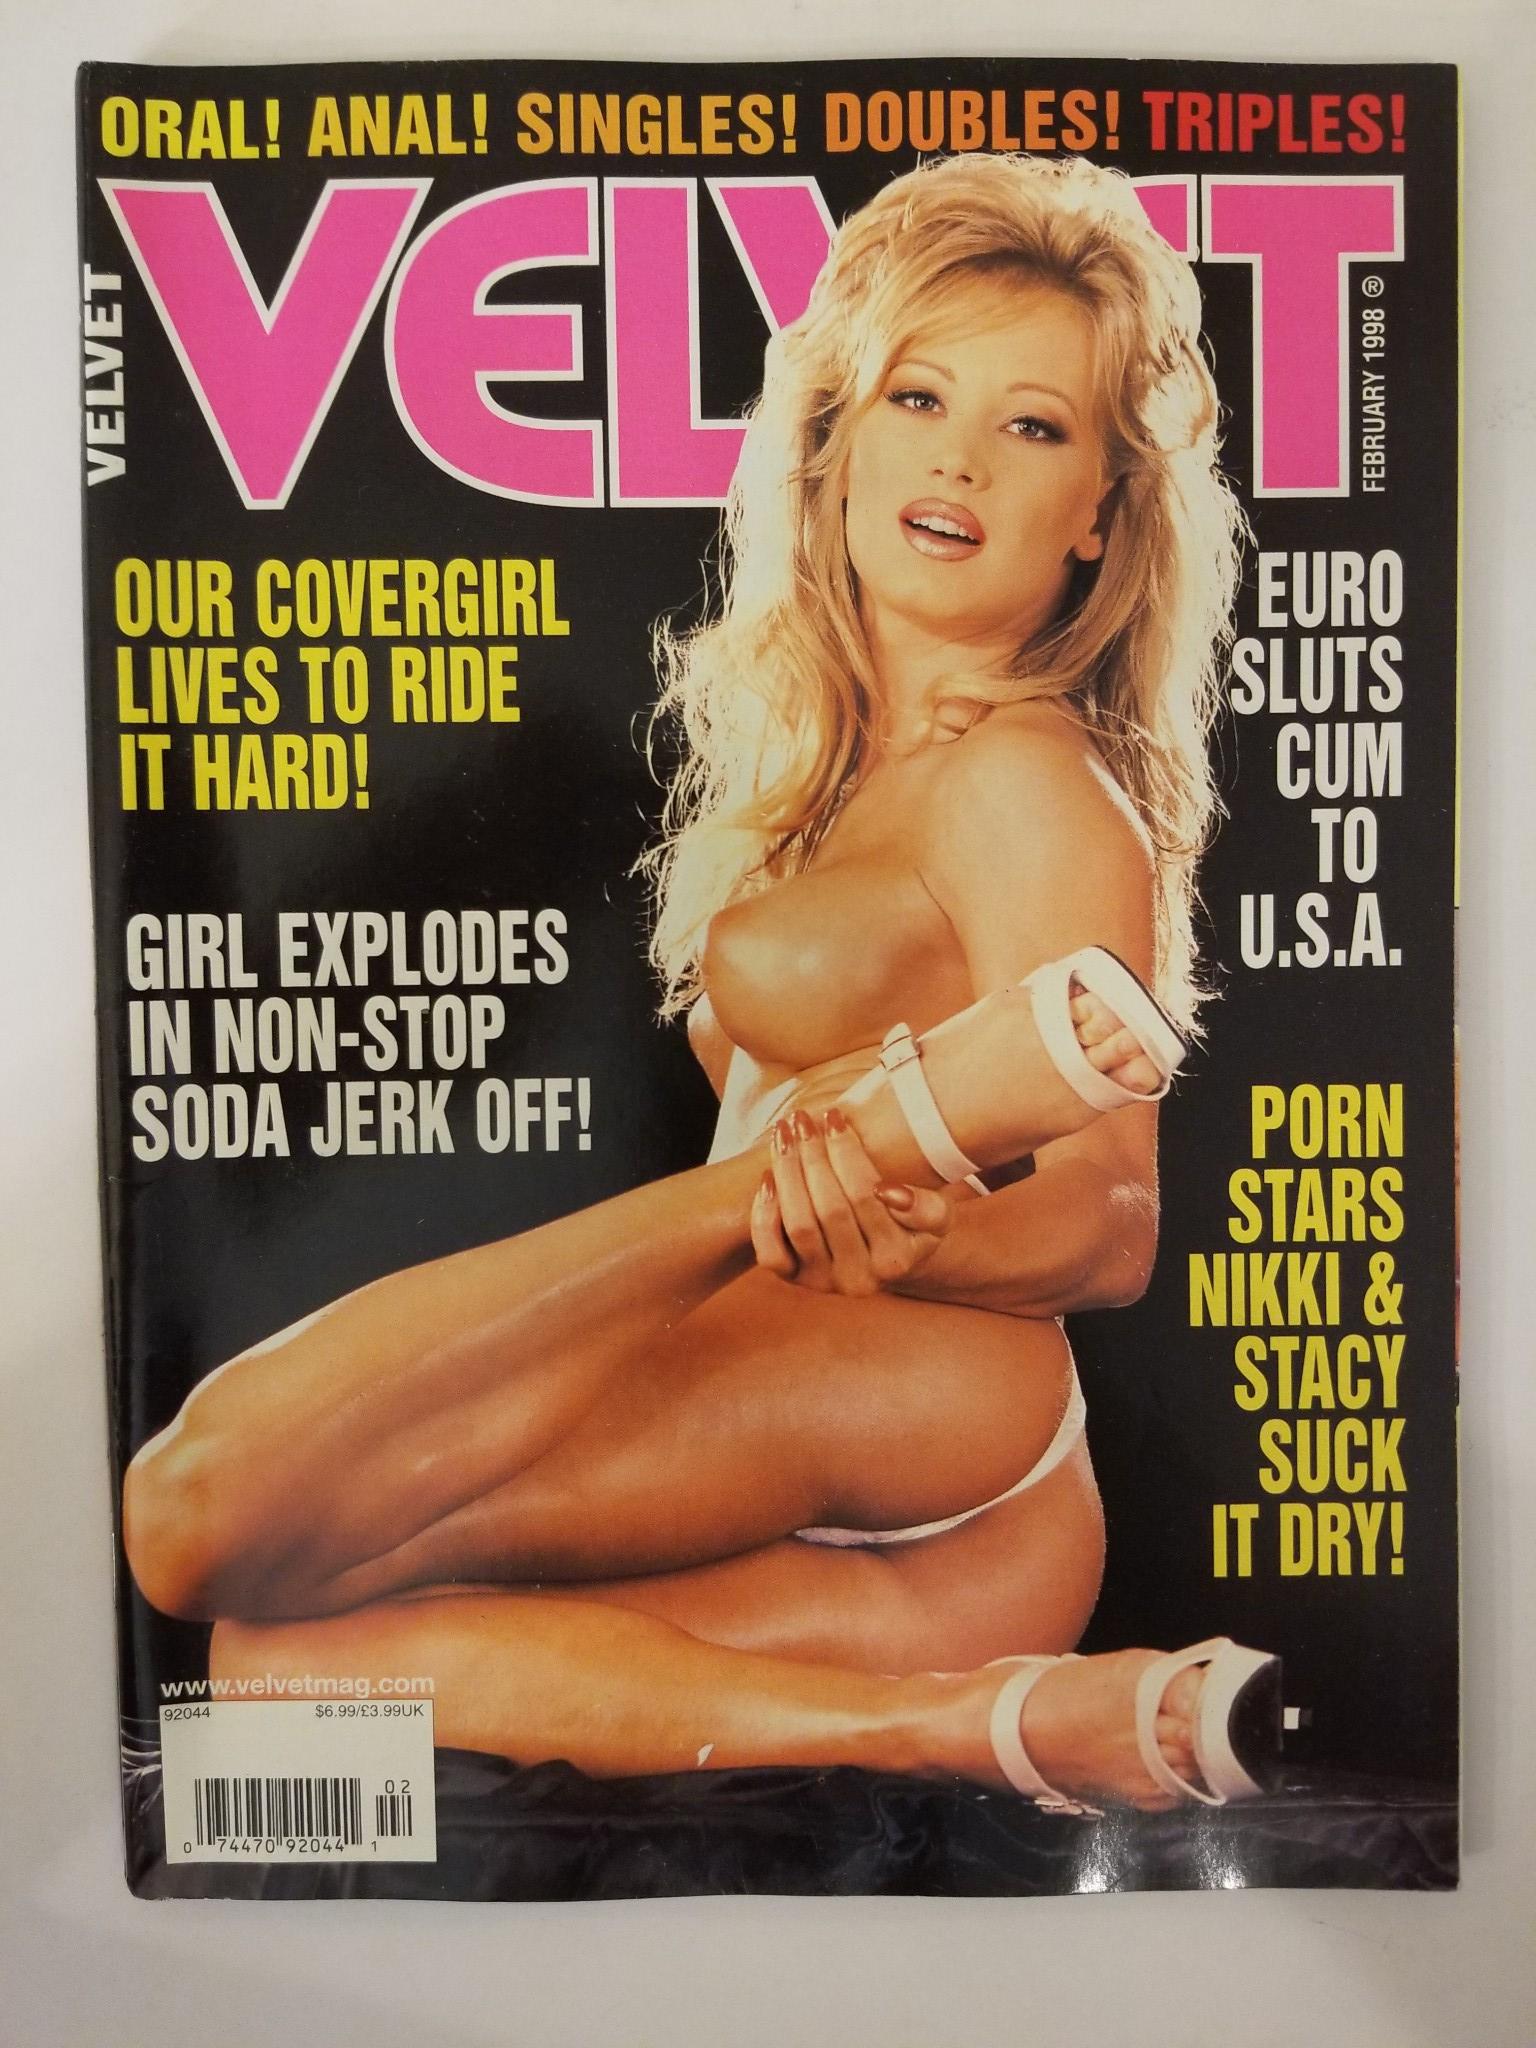 ORAL! ANAL! SINGLES! DOUBLES! TRIPLES!
VELVET
VELVET
FEBRUARY 1998 ®
OUR COVERGIRL
LIVES TO RIDE
IT HARD!
GIRL EXPLODES
IN NON-STOP
SODA JERK OFF!
EURO
SLUTS
CUM
TO
U.S.A.
PORN
STARS
NIKKI &
STACY
SUCK
IT DRY!
www.velvetmag.com
92044 $6.99/£3.99UK
02
0 74470 92044 1